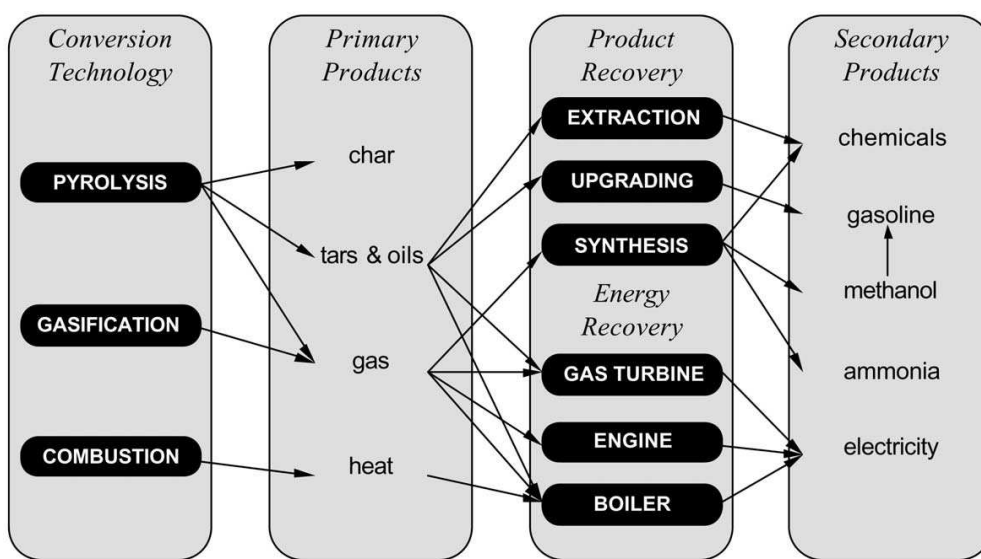 Conversion
Technology
PYROLYSIS
GASIFICATION
COMBUSTION
Primary
Products
char
tars & oils
gas
heat
Product
Recovery
EXTRACTION
UPGRADING
SYNTHESIS
Energy
Recovery
GAS TURBINE
ENGINE
BOILER
Secondary
Products
chemicals
gasoline
methanol
ammonia
electricity